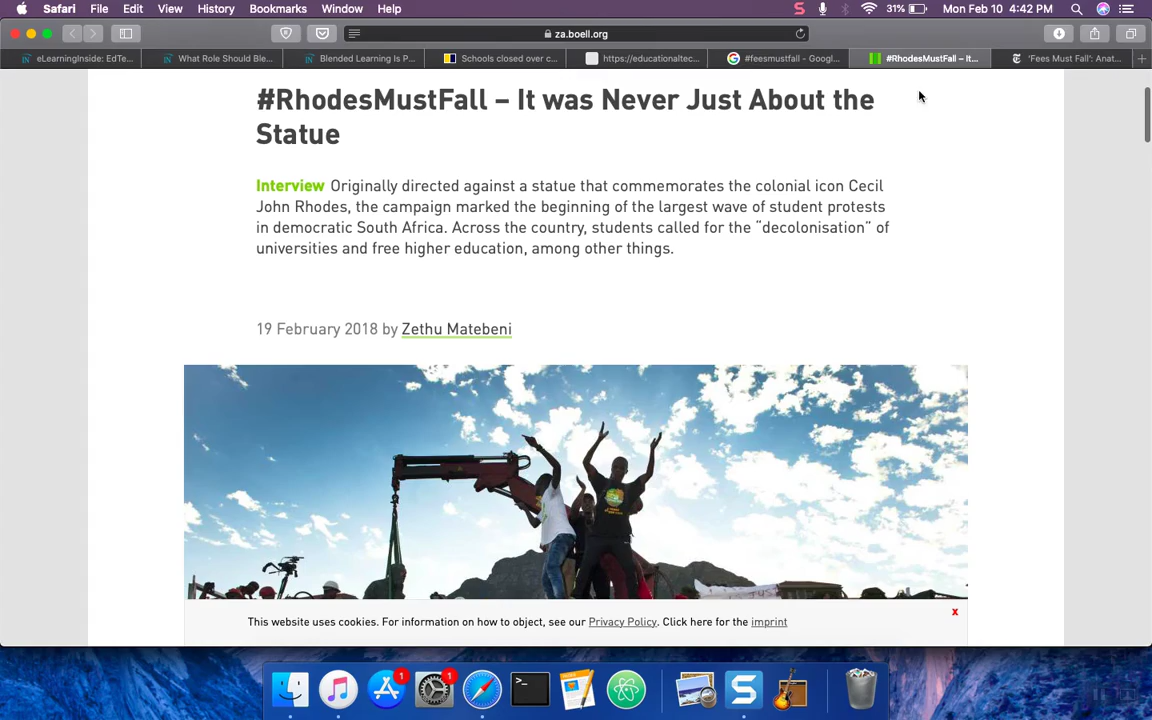 Safari File Edit View History Bookmarks Window Help 31% Mon Feb 10 4:42 PM
za.boell.org
eLearningInside: EdTe... What Role Should Ble... Blended Learning Is P... Schools closed over c... https://educationaltec... #feesmustfall - Googl... #RhodesMustFall – It... 'Fees Must Fall': Anat...
#RhodesMustFall – It was Never Just About the
Statue
Interview Originally directed against a statue that commemorates the colonial icon Cecil
John Rhodes, the campaign marked the beginning of the largest wave of student protests
in democratic South Africa. Across the country, students called for the “decolonisation” of
universities and free higher education, among other things.
19 February 2018 by Zethu Matebeni
x
This website uses cookies. For information on how to object, see our Privacy Policy. Click here for the imprint
1 1